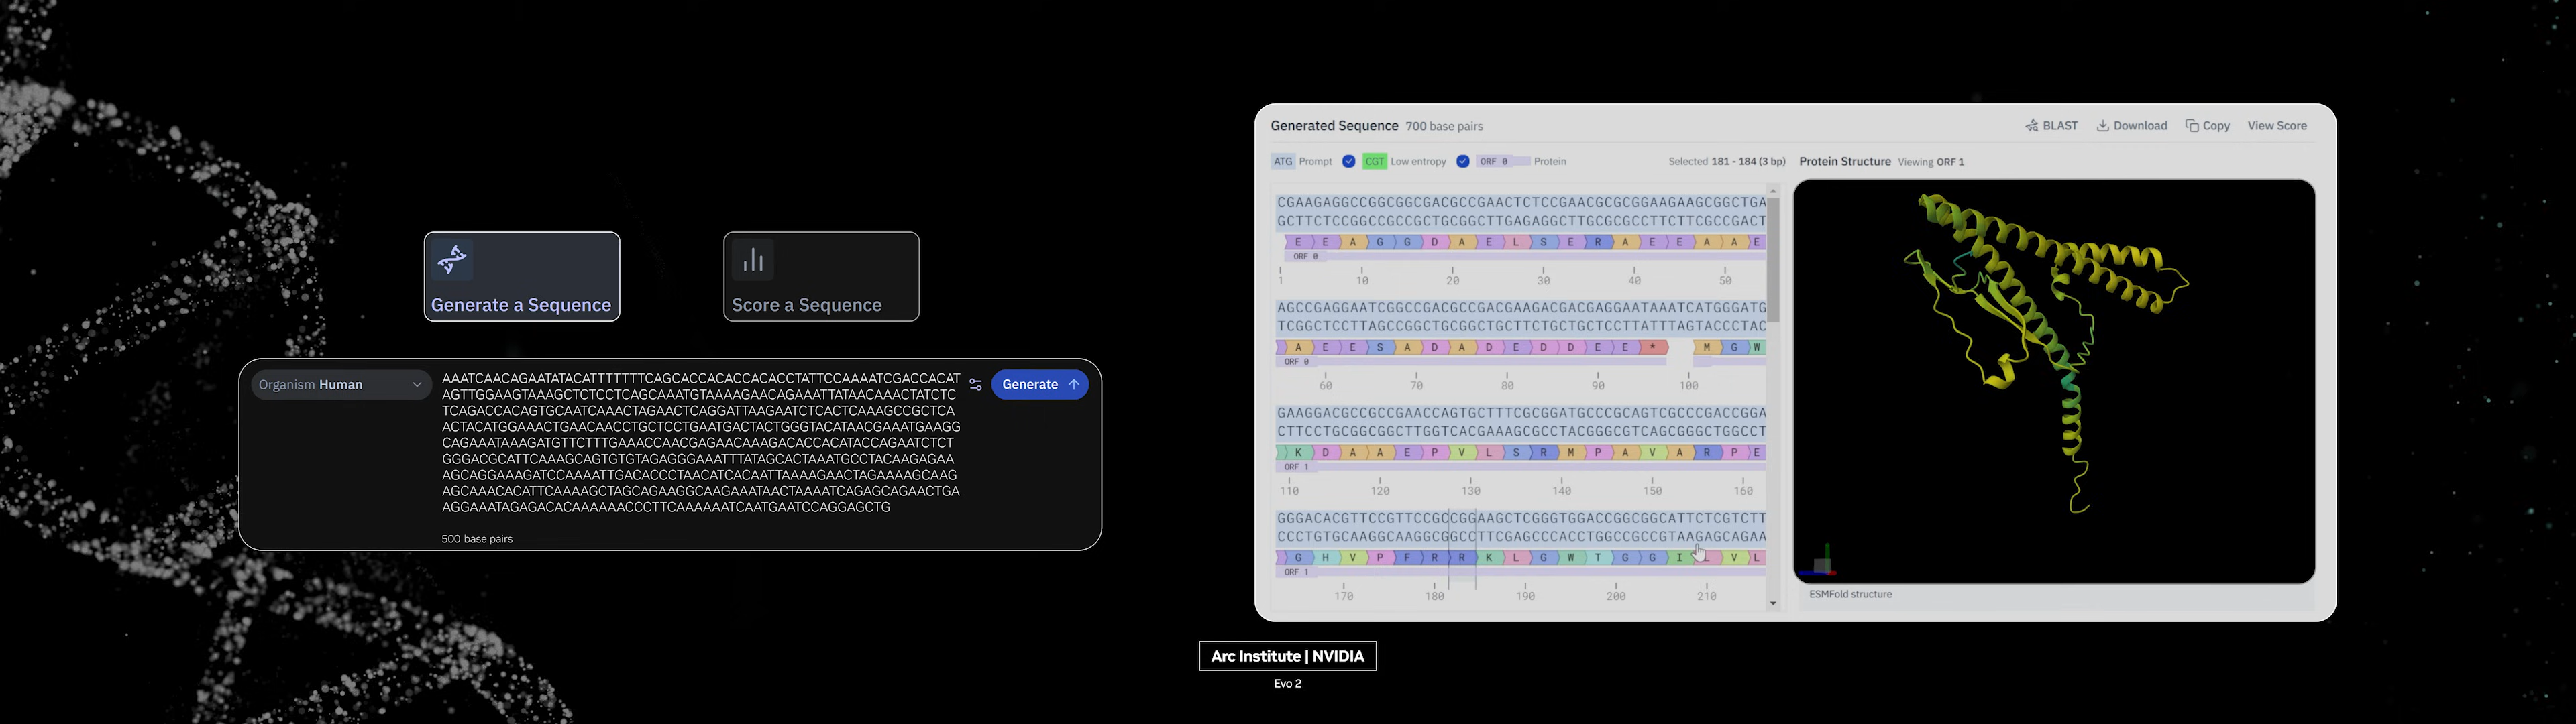 Generate a Sequence
Score a Sequence
Organism Human
AAATCAACAGAATATACATTTTTTTCAGCACCACACCACACCTATTCCAAAATCGACCACAT
AGTTGGAAGTAAAGCTCTCCTCAGCAAATGTAAAAGAACAGAAATTATAACAAACTATCTC
TCAGACCACAGTGCAATCAAACTAGAACTCAGGATTAAGAATCTCACTCAAAGCCGCTCA
ACTACATGGAAACTGAACAACCTGCTCCTGAATGACTACTGGGTACATAACGAAATGAAGG
CAGAAATAAAGATGTTCTTTGAAACCAACGAGAACAAAGACACCACATACCAGAATCTCT
GGGACGCATTCAAAGCAGTGTGTAGAGGGAAATTTATAGCACTAAATGCCTACAAGAGAA
AGCAGGAAAGATCCAAAATTGACACCCTAACATCACAATTAAAAGAACTAGAAAAGCAAG
AGCAAACACATTCAAAAGCTAGCAGAAGGCAAGAAATAACTAAAATCAGAGCAGAACTGA
AGGAAATAGAGACACAAAAAACCCTTCAAAAAATCAATGAATCCAGGAGCTG
500 base pairs
Generate
Generated Sequence 700 base pairs
BLAST Download Copy View Score
ATG Prompt CGT Low entropy ORF 0 Protein
Selected 181 - 184 (3 bp)
Protein Structure Viewing ORF 1
CGAAGAGGCCGGCGGCGACGCCGAACTCTCCGAACGCGCGGAAGAAGCGGCTGA
GCTTCTCCGGCCGCCGCTGCGGCTTGAGAGGCTTGCGCGCCTTCTTCGCCGACT
E E A G G D A E L S E R A E E A A E
ORF 0
1 10 20 30 40 50
AGCCGAGGAATCGGCCGACGCCGACGAAGACGACGAGGAATAAATCATGGGATG
TCGGCTCCTTAGCCGGCTGCGGCTGCTTCTGCTGCTCCTTATTTAGTACCCTAC
A E E S A D A D E D D E E * M G W
ORF 0
60 70 80 90 100
GAAGGACGCCGCCGAACCAGTGCTTTCGCGGATGCCCGCAGTCGCCCGACCGGA
CTTCCTGCGGCGGCTTGGTCACGAAAGCGCCTACGGGCGTCAGCGGGCTGGCCT
K D A A E P V L S R M P A V A R P E
ORF 1
110 120 130 140 150 160
GGGACACGTTCCGTTCCGCCGGAAGCTCGGGTGGACCGGCGGCATTCTCGTCTT
CCCTGTGCAAGGCAAGGCGGCCTTCGAGCCCACCTGGCCGCCGTAAGAGCAGAA
G H V P F R R K L G W T G G I L V L
ORF 1
170 180 190 200 210
ESMFold structure
Arc Institute | NVIDIA
Evo 2